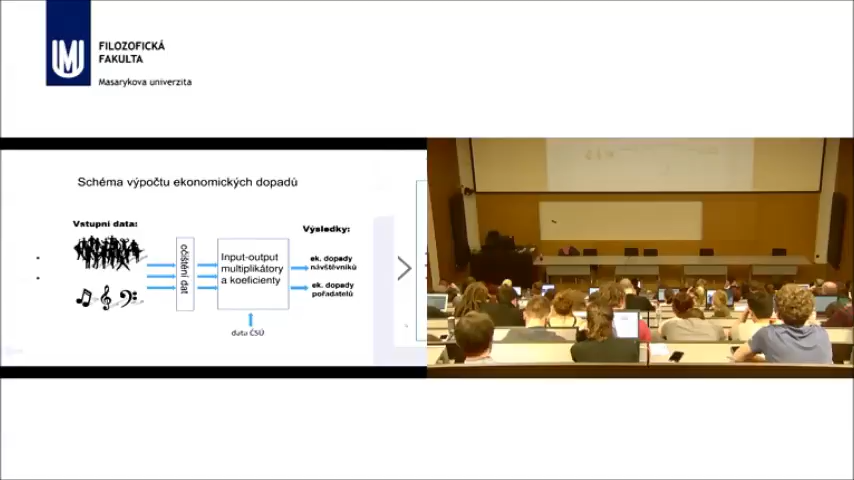 FILOZOFICKÁ
FAKULTA
Masarykova univerzita
Schéma výpočtu ekonomických dopadů
Vstupní data:
Výsledky:
očištění dat
Input-output
multiplikátory
a koeficienty
ek. dopady
návštěvníků
ek. dopady
pořadatelů
data ČSÚ